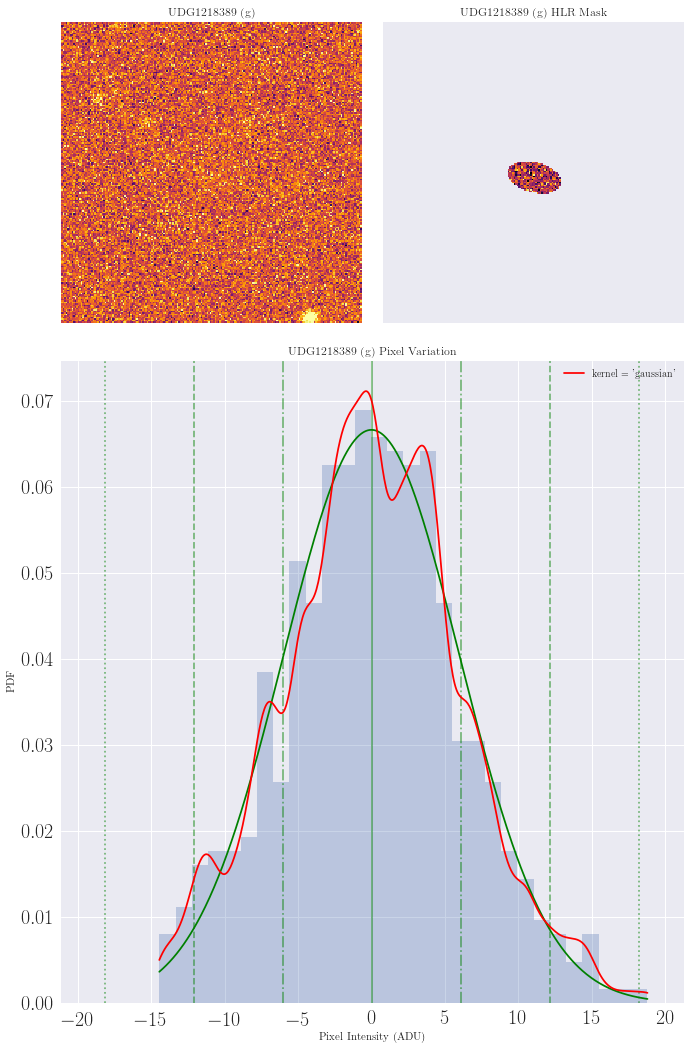 UDG1218389 (g)
UDG1218389 (g) HLR Mask
UDG1218389 (g) Pixel Variation
kernel = 'gaussian'
0.07
0.06
0.05
0.04
0.03
0.02
0.01
0.00
PDF
−20 −15 −10 −5 0 5 10 15 20
Pixel Intensity (ADU)